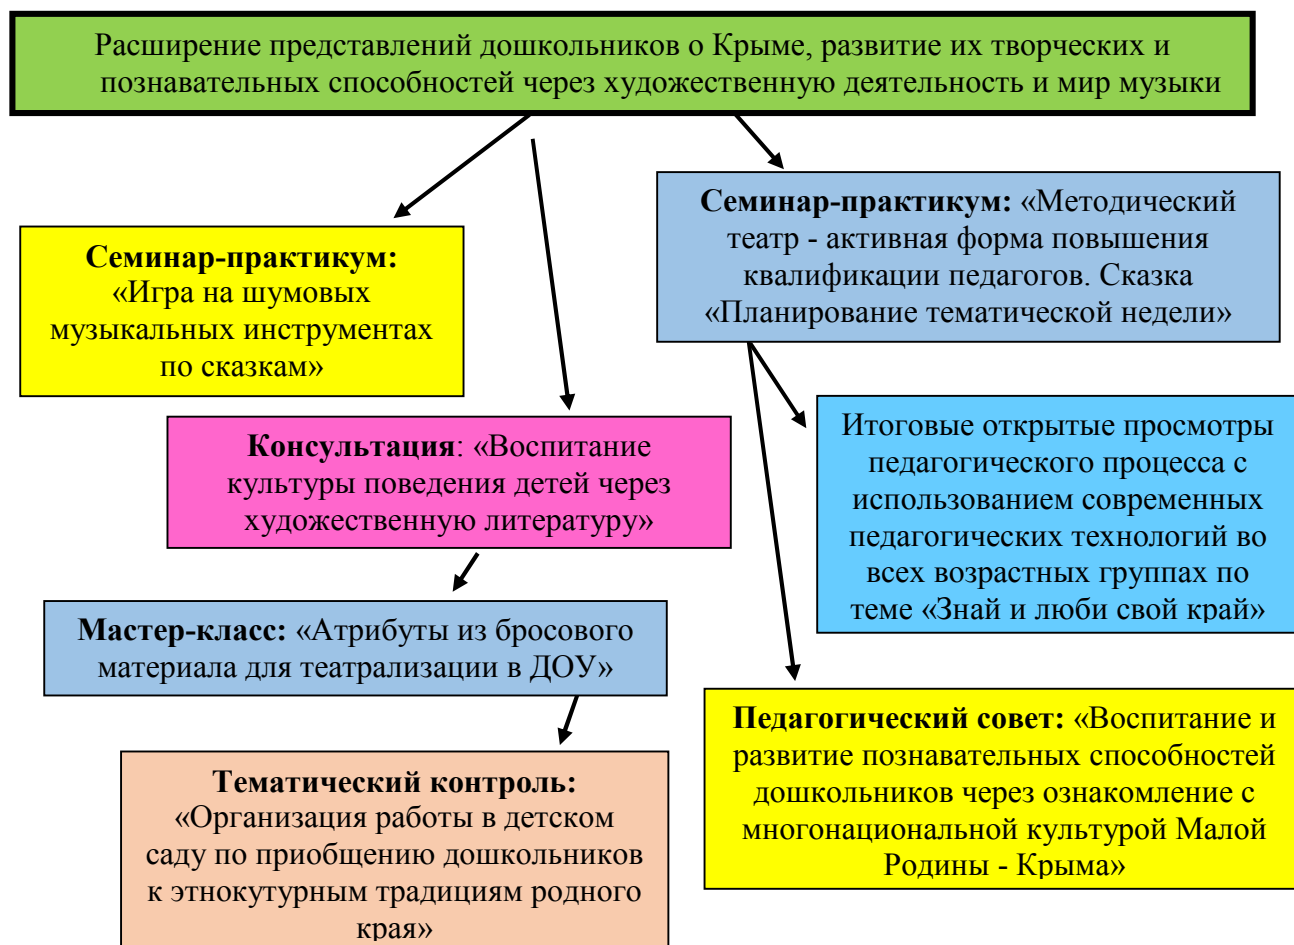 Расширение представлений дошкольников о Крыме, развитие их творческих и
познавательных способностей через художественную деятельность и мир музыки
Семинар-практикум:
«Игра на шумовых
музыкальных инструментах
по сказкам»
Семинар-практикум: «Методический
театр - активная форма повышения
квалификации педагогов. Сказка
«Планирование тематической недели»
Консультация: «Воспитание
культуры поведения детей через
художественную литературу»
Итоговые открытые просмотры
педагогического процесса с
использованием современных
педагогических технологий во
всех возрастных группах по
теме «Знай и люби свой край»
Мастер-класс: «Атрибуты из бросового
материала для театрализации в ДОУ»
Педагогический совет: «Воспитание и
развитие познавательных способностей
дошкольников через ознакомление с
многонациональной культурой Малой
Родины - Крыма»
Тематический контроль:
«Организация работы в детском
саду по приобщению дошкольников
к этнокутурным традициям родного
края»